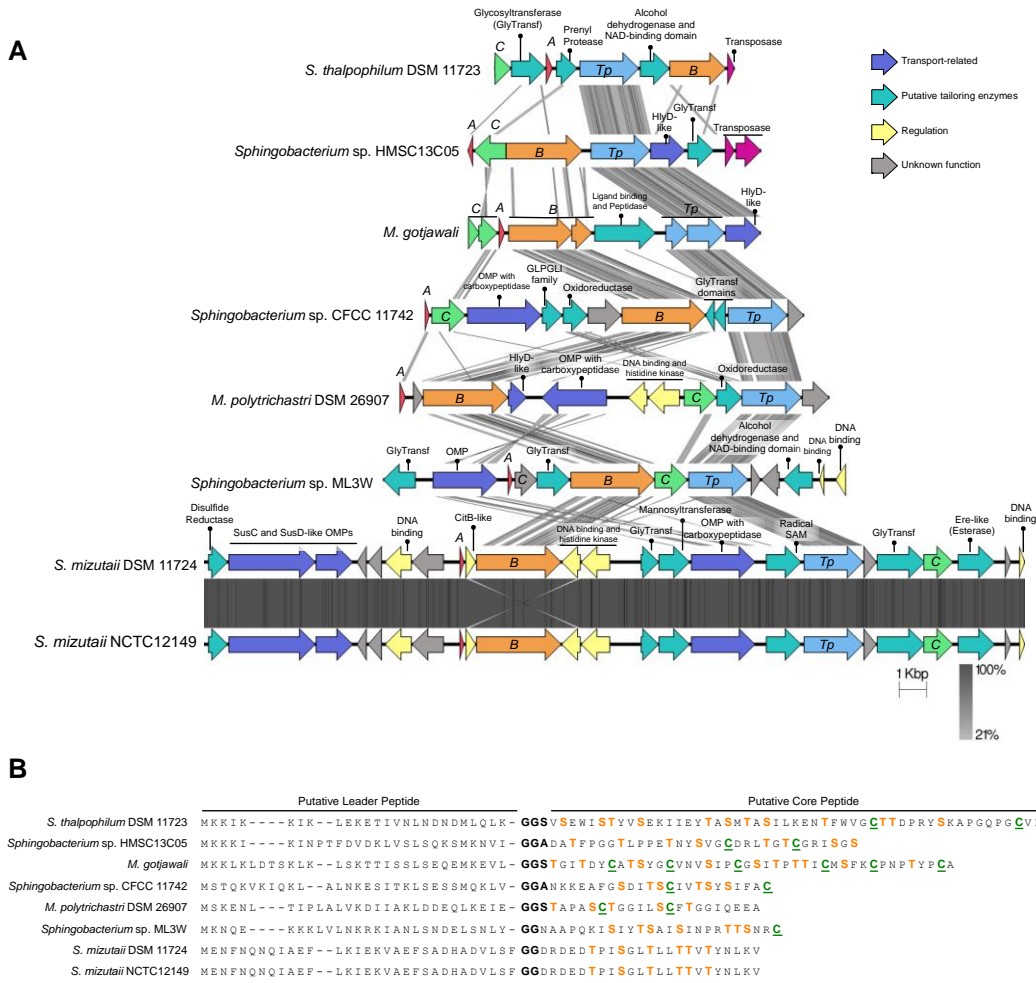 A
Glycosyltransferase (GlyTransf)
Prenyl Protease
Alcohol dehydrogenase and NAD-binding domain
Transposase
C
A
Tp
B
S. thalpophilum DSM 11723
Transport-related
Putative tailoring enzymes
Regulation
Unknown function
A
C
HlyD-like
GlyTransf
Transposase
Sphingobacterium sp. HMSC13C05
B
Tp
C
A
B
Ligand binding and Peptidase
Tp
HlyD-like
M. gotjawali
A
OMP with carboxypeptidase
GLPGLI family
Oxidoreductase
GlyTransf domains
Sphingobacterium sp. CFCC 11742
C
B
Tp
A
HlyD-like
OMP with carboxypeptidase
DNA binding and histidine kinase
Oxidoreductase
M. polytrichastri DSM 26907
B
C
Tp
GlyTransf
OMP
A
GlyTransf
Alcohol dehydrogenase and NAD-binding domain
DNA binding
DNA binding
Sphingobacterium sp. ML3W
C
B
C
Tp
Disulfide Reductase
SusC and SusD-like OMPs
DNA binding
A
CitB-like
DNA binding and histidine kinase
GlyTransf
Mannosyltransferase
OMP with carboxypeptidase
Radical SAM
GlyTransf
Ere-like (Esterase)
DNA binding
S. mizutaii DSM 11724
B
Tp
C
S. mizutaii NCTC12149
B
Tp
C
1 Kbp
100%
21%
B
Putative Leader Peptide
Putative Core Peptide
S. thalpophilum DSM 11723 MKKIK----KIK--LEKETIVNLNDNDMLQLK-GGSVSEWISTYVSEKIIEYTASMTASILKENTFWVGCTTDPRYSKAPGQPGCV
Sphingobacterium sp. HMSC13C05 MKKKI----KINPTFDVDKLVSLSQKSMKNVI-GGADATFPGGTLPPETNSYVGCDRLTGTCGRISGS
M. gotjawali MKKLKLDTSKLK--LSKTTISSLNKEQMEKVEL-GGSTGITDYCATSYGCVNVSIPCGSITPTTICMSFKCPNPTYPCA
Sphingobacterium sp. CFCC 11742 MSTQKVKIQKL--ALNKESITKLSESSMQKLV-GGANKKEAFGSDITSCIVTSYSIFAC
M. polytrichastri DSM 26907 MSKENL---TIPLALVKDIIAKLDDEQLKEIE-GGSTAPASCTGGILSCFTGGIQEEA
Sphingobacterium sp. ML3W MKNQE----KKKLVLNKRKIANLSDNELSNLY-GGNAAPQKISIYTSAISINPRTTSNRC
S. mizutaii DSM 11724 MENFNQNQIAEF--LKIEKVAEFSADHADVLSF GGDRDEDTPISGLTLLTTVTYNLKV
S. mizutaii NCTC12149 MENFNQNQIAEF--LKIEKVAEFSADHADVLSF GGDRDEDTPISGLTLLTTVTYNLKV